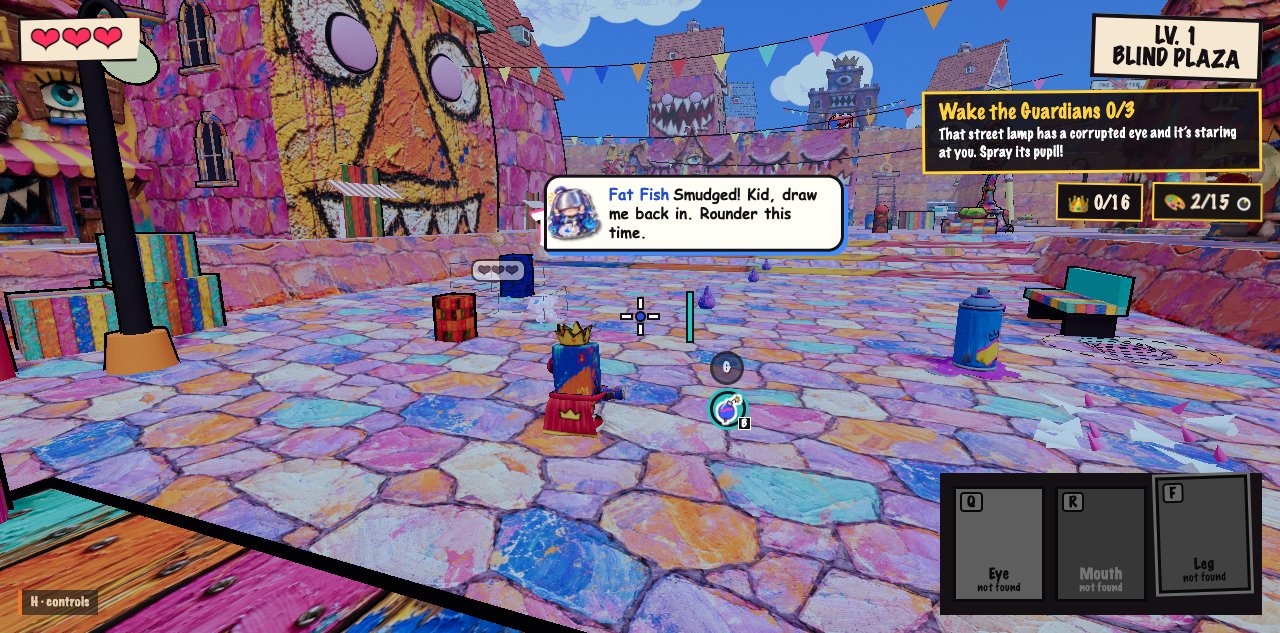 LV. 1
BLIND PLAZA
Wake the Guardians 0/3
That street lamp has a corrupted eye and it's staring
at you. Spray its pupil!
0/16
2/15
Fat Fish Smudged! Kid, draw
me back in. Rounder this
time.
G
B
Q
R
F
Eye
not found
Mouth
not found
Leg
not found
H · controls